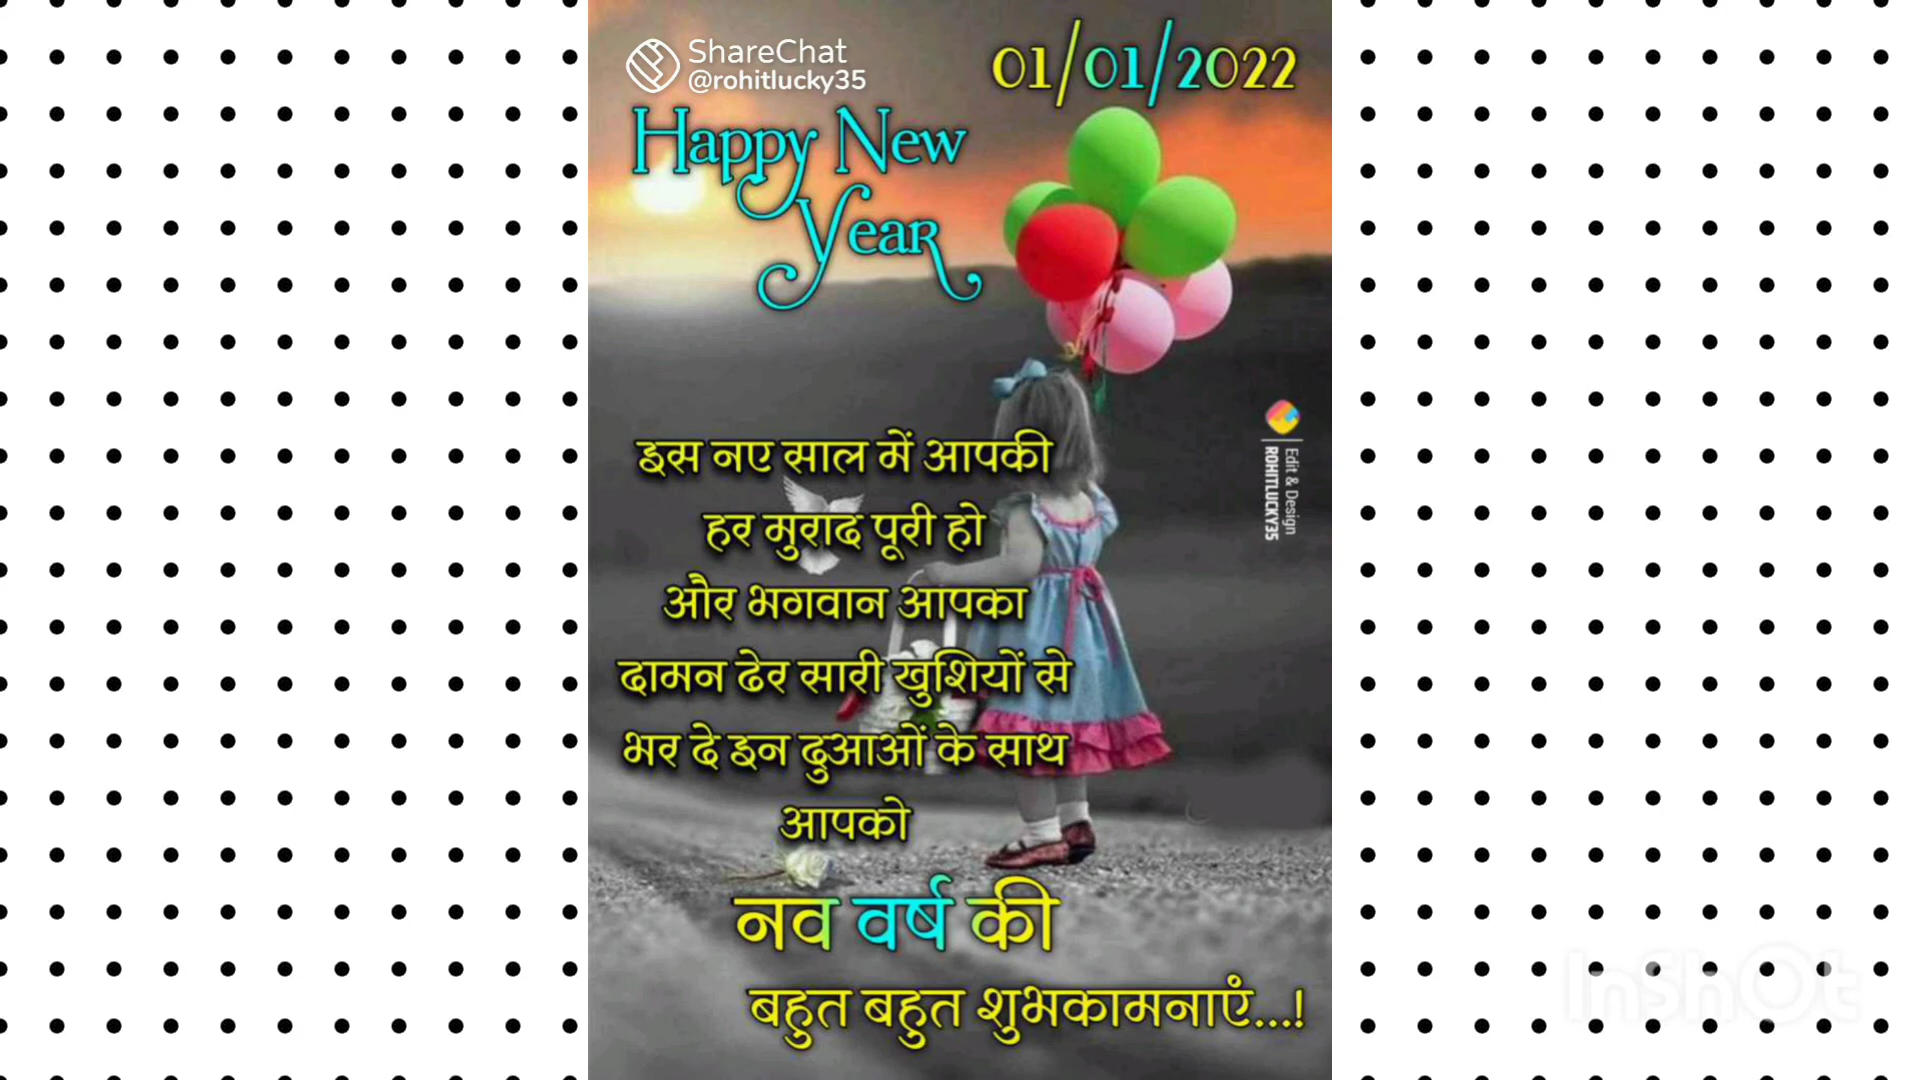 ShareChat
@rohitlucky35
01/01/2022
Happy New
Year
इस नए साल में आपकी
हर मुराद पूरी हो
और भगवान आपका
दामन ढेर सारी खुशियों से
भर दे इन दुआओं के साथ
आपको
नव वर्ष की
बहुत बहुत शुभकामनाएं...!
Edit & Design
ROHITLUCKY35
InShOt